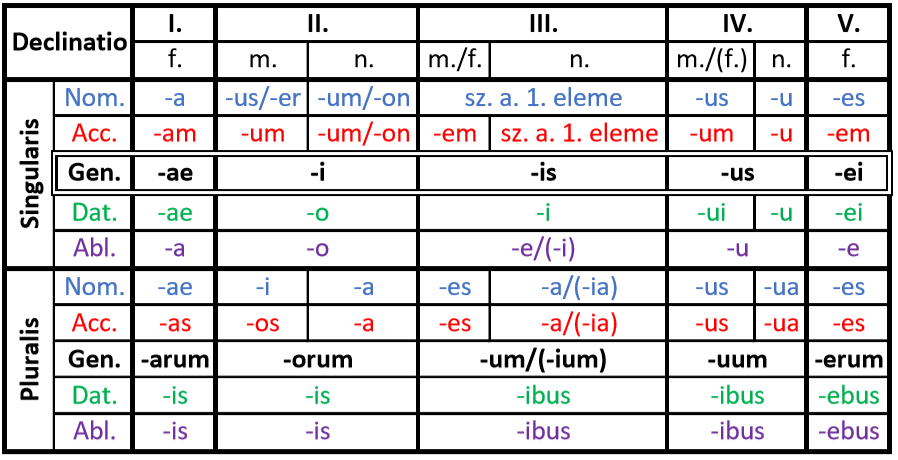 Declinatio I. II. III. IV. V.
f. m. n. m./f. n. m./(f.) n. f.
Singularis
Nom. -a -us/-er -um/-on sz. a. 1. eleme -us -u -es
Acc. -am -um -um/-on -em sz. a. 1. eleme -um -u -em
Gen. -ae -i -is -us -ei
Dat. -ae -o -i -ui -u -ei
Abl. -a -o -e/(-i) -u -e
Pluralis
Nom. -ae -i -a -es -a/(-ia) -us -ua -es
Acc. -as -os -a -es -a/(-ia) -us -ua -es
Gen. -arum -orum -um/(-ium) -uum -erum
Dat. -is -is -ibus -ibus -ebus
Abl. -is -is -ibus -ibus -ebus